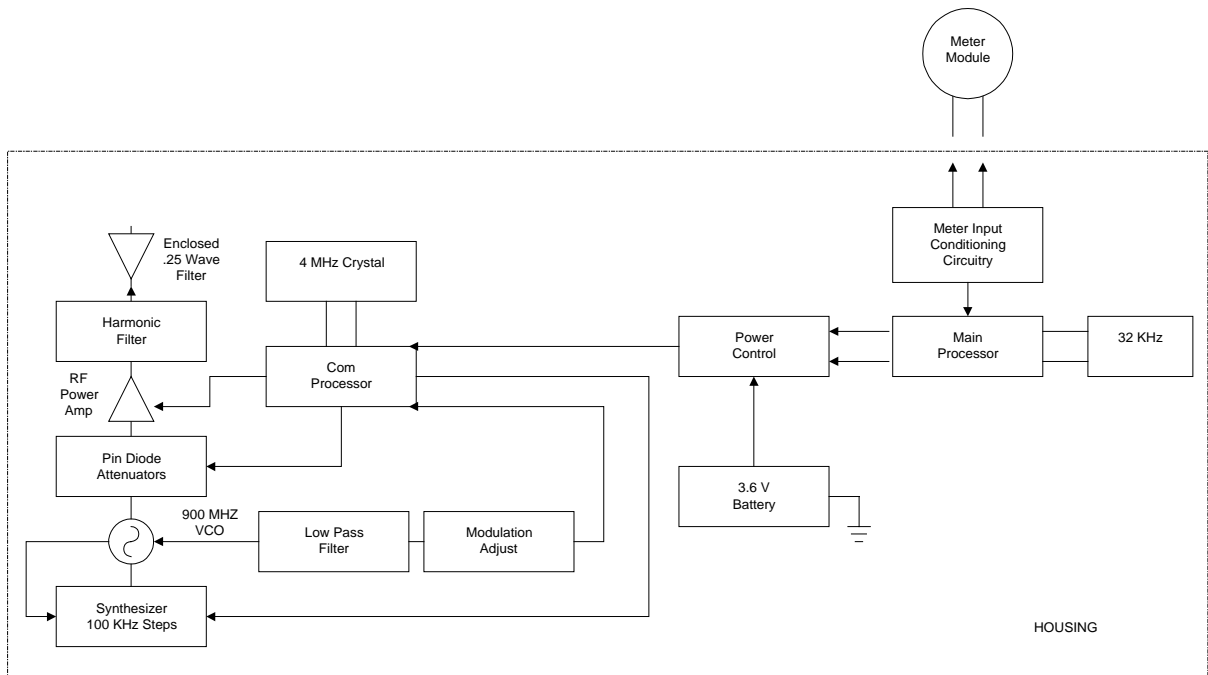 Meter
Module
Meter Input
Conditioning
Circuitry
Enclosed
.25 Wave
Filter
4 MHz Crystal
Harmonic
Filter
Power
Control
Main
Processor
32 KHz
Com
Processor
RF
Power
Amp
Pin Diode
Attenuators
3.6 V
Battery
900 MHZ
VCO
Low Pass
Filter
Modulation
Adjust
Synthesizer
100 KHz Steps
HOUSING